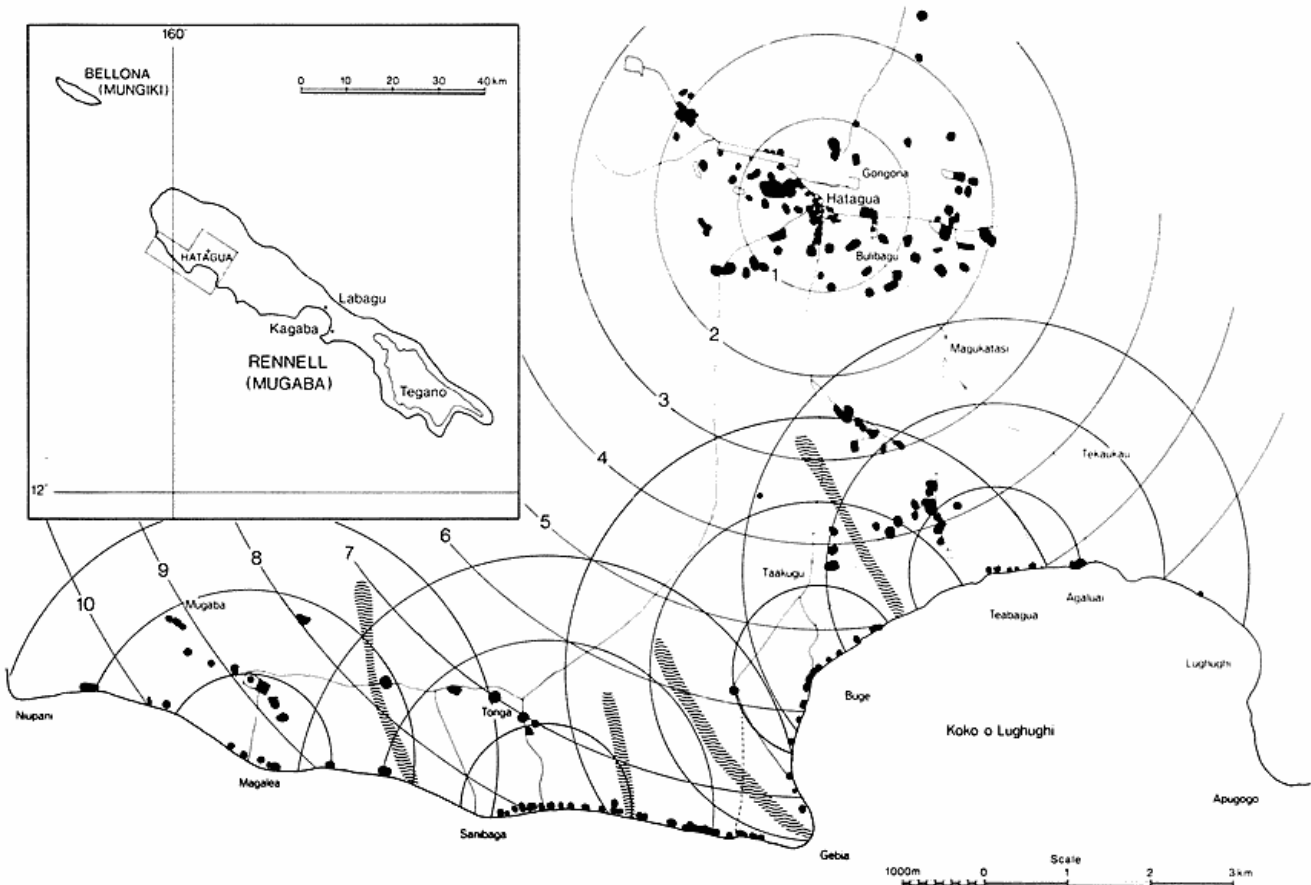 160°
BELLONA
(MUNGIKI)
0 10 20 30 40 km
HATAGUA
Labagu
Kagaba
RENNELL
(MUGABA)
Tegano
12°
Gongona
Hatagua
Bulibagu
1
2
Magukatasi
3
4
Tekaukau
5
6
7
8
9
10
Taakugu
Mugaba
Agaluai
Teabagua
Lughughi
Buge
Niupani
Tonga
Koko o Lughughi
Magalea
Apugogo
Sanibaga
Gebia
Scale
1000m 0 1 2 3 km